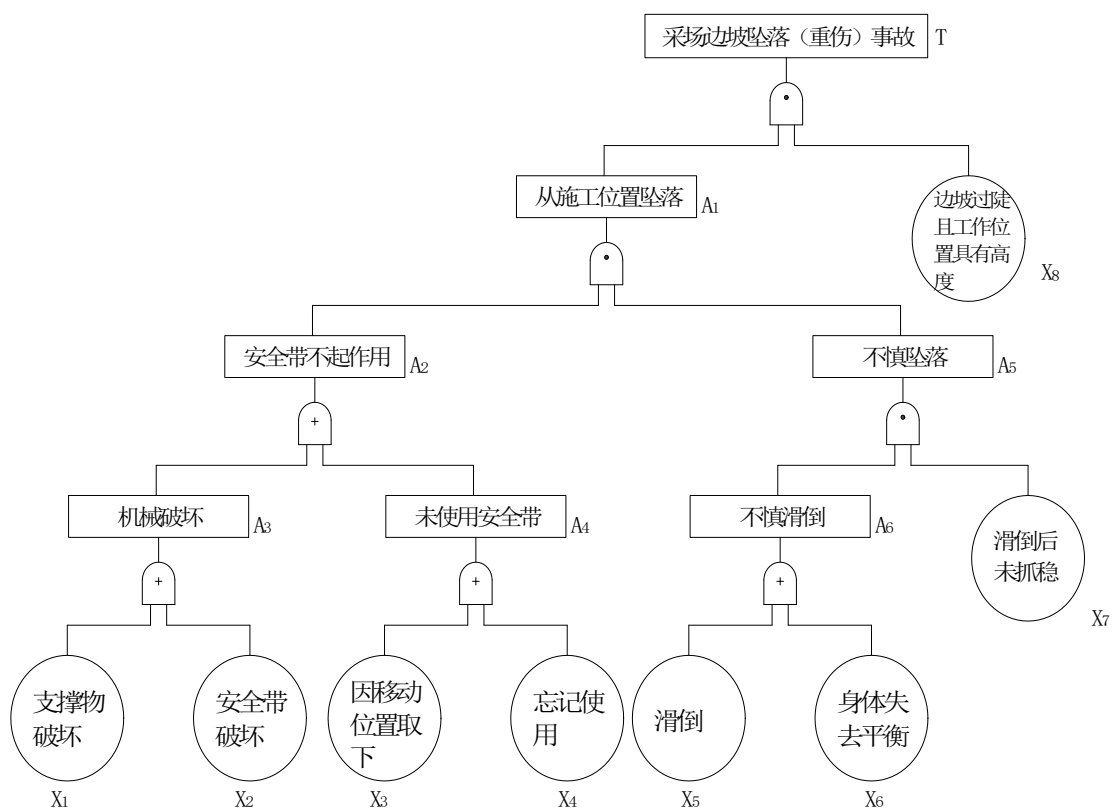 采场边坡坠落（重伤）事故 T
•
从施工位置坠落 A1
边坡过陡
且工作位
置具有高
度
X8
•
安全带不起作用 A2
不慎坠落 A5
+
•
机械破坏 A3
未使用安全带 A4
不慎滑倒 A6
滑倒后
未抓稳
X7
+
+
+
支撑物
破坏
安全带
破坏
因移动
位置取
下
忘记使
用
滑倒
身体失
去平衡
X1
X2
X3
X4
X5
X6